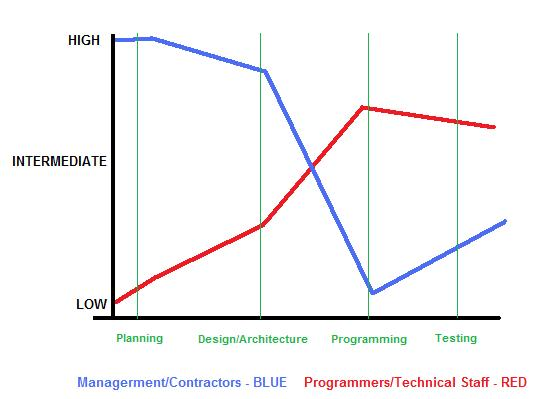 HIGH
INTERMEDIATE
LOW
Planning Design/Architecture Programming Testing
Managerment/Contractors - BLUE Programmers/Technical Staff - RED